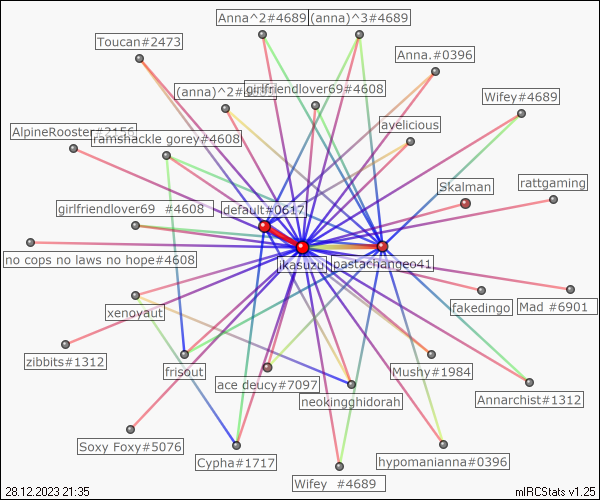 Anna^2#4689
(anna)^3#4689
Toucan#2473
Anna.#0396
(anna)^2#
girlfriendlover69#4608
Wifey#4689
AlpineRooster#2156
ramshackle gorey#4608
avelicious
Skalman
rattgaming
girlfriendlover69 #4608
default#0617
no cops no laws no hope#4608
ikasuzu
pastachangeo41
xenoyaut
fakedingo
Mad #6901
zibbits#1312
frisout
ace deucy#7097
Mushy#1984
neokingghidorah
Annarchist#1312
Soxy Foxy#5076
Cypha#1717
Wifey #4689
hypomanianna#0396
28.12.2023 21:35
mIRCStats v1.25